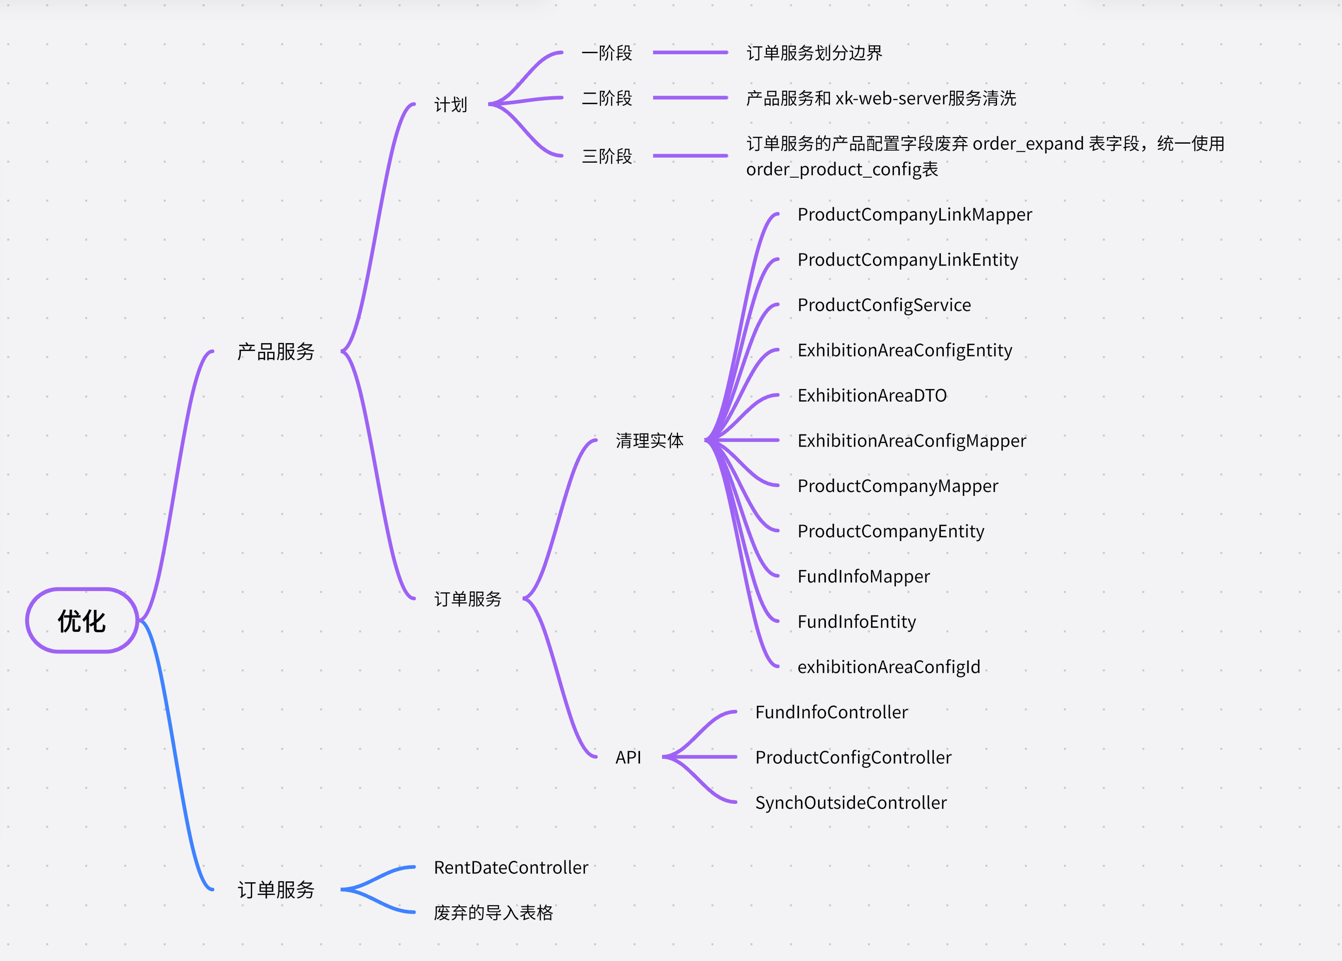 一阶段
订单服务划分边界
计划
二阶段
产品服务和 xk-web-server服务清洗
三阶段
订单服务的产品配置字段废弃 order_expand 表字段，统一使用
order_product_config表
ProductCompanyLinkMapper
ProductCompanyLinkEntity
ProductConfigService
产品服务
ExhibitionAreaConfigEntity
ExhibitionAreaDTO
清理实体
ExhibitionAreaConfigMapper
ProductCompanyMapper
ProductCompanyEntity
FundInfoMapper
订单服务
FundInfoEntity
优化
exhibitionAreaConfigId
FundInfoController
API
ProductConfigController
SynchOutsideController
RentDateController
订单服务
废弃的导入表格